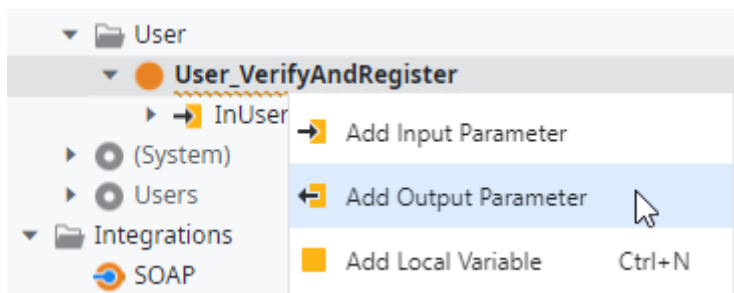 User
User_VerifyAndRegister
InUser
Add Input Parameter
(System)
Add Output Parameter
Users
Integrations
Add Local Variable Ctrl+N
SOAP